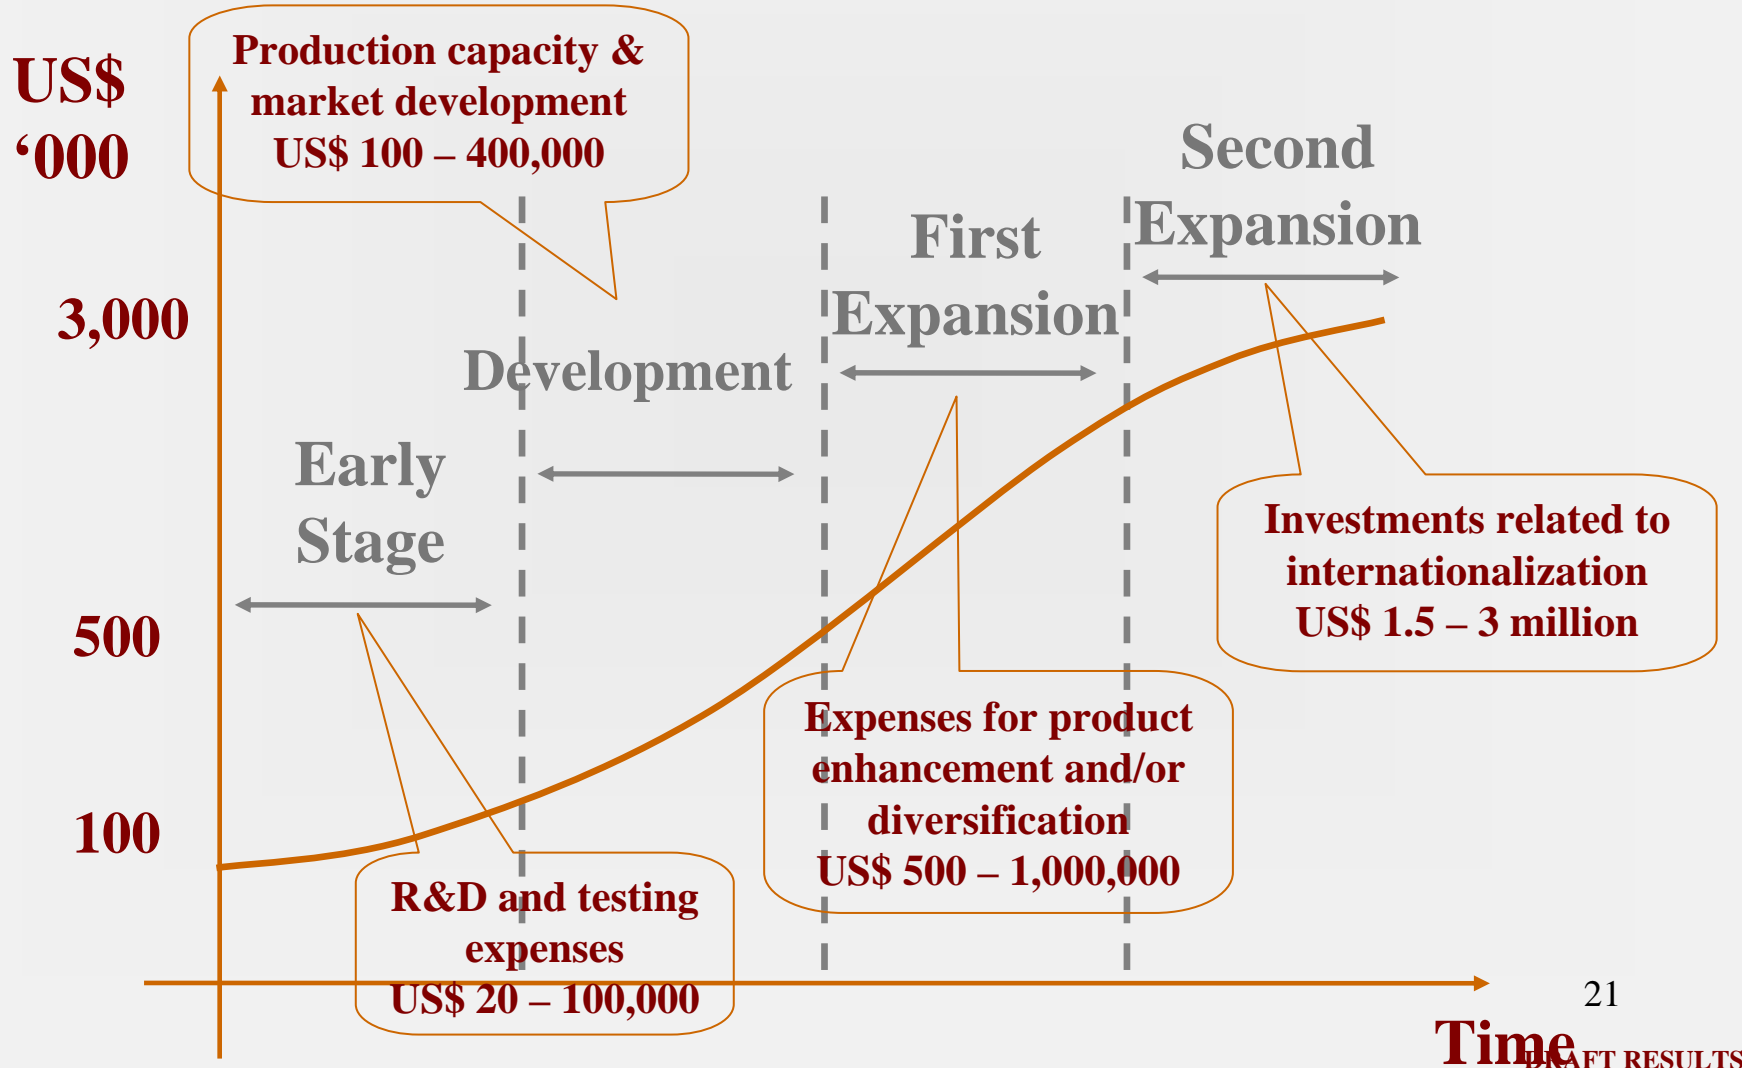 US$
‘000
Production capacity &
market development
US$ 100 – 400,000
Second
Expansion
First
Expansion
3,000
Development
Early
Stage
Investments related to
internationalization
US$ 1.5 – 3 million
500
Expenses for product
enhancement and/or
diversification
US$ 500 – 1,000,000
100
R&D and testing
expenses
US$ 20 – 100,000
21
Time
DRAFT RESULTS